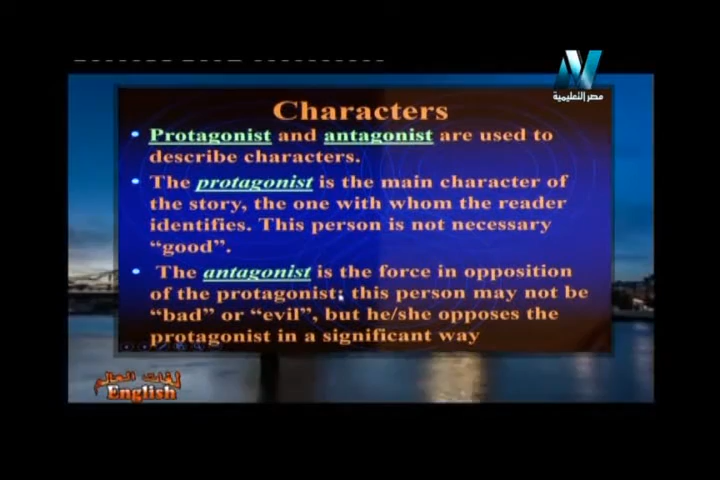 مصر التعليمية
Characters
• Protagonist and antagonist are used to
describe characters.
• The protagonist is the main character of
the story, the one with whom the reader
identifies. This person is not necessary
“good”.
• The antagonist is the force in opposition
of the protagonist; this person may not be
“bad” or “evil”, but he/she opposes the
protagonist in a significant way
لغات العالم
English